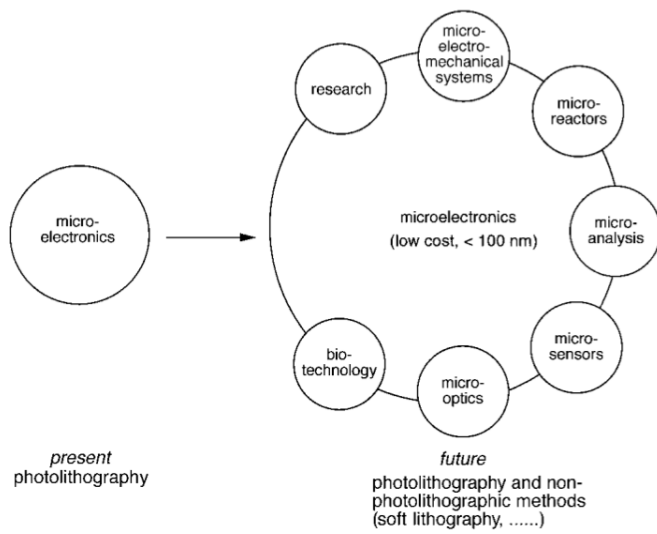 micro-
electronics
research
micro-
electro-
mechanical
systems
micro-
reactors
micro-
analysis
micro-
sensors
micro-
optics
bio-
technology
microelectronics
(low cost, < 100 nm)
present
photolithography
future
photolithography and non-
photolithographic methods
(soft lithography, ......)